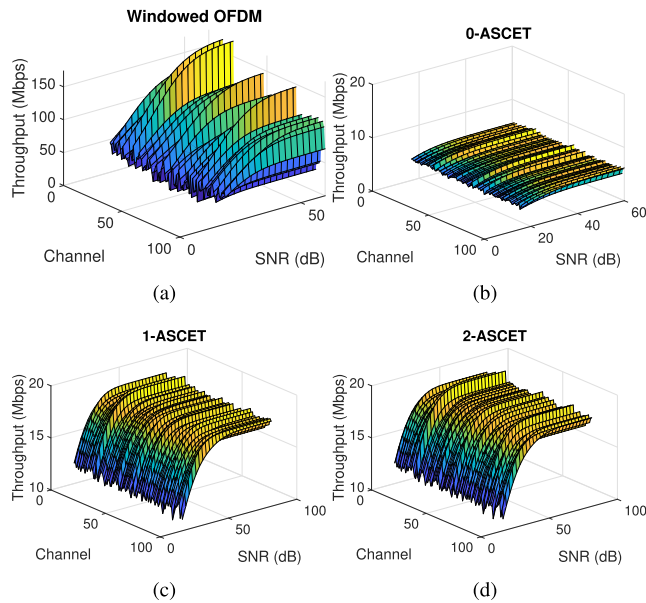 Windowed OFDM
Throughput (Mbps)
150
100
50
0
0
50
100
Channel
0
50
SNR (dB)
(a)
0-ASCET
Throughput (Mbps)
20
10
0
0
50
100
Channel
0
20
40
60
SNR (dB)
(b)
1-ASCET
Throughput (Mbps)
20
15
10
0
50
100
Channel
0
50
100
SNR (dB)
(c)
2-ASCET
Throughput (Mbps)
20
15
10
0
50
100
Channel
0
50
100
SNR (dB)
(d)